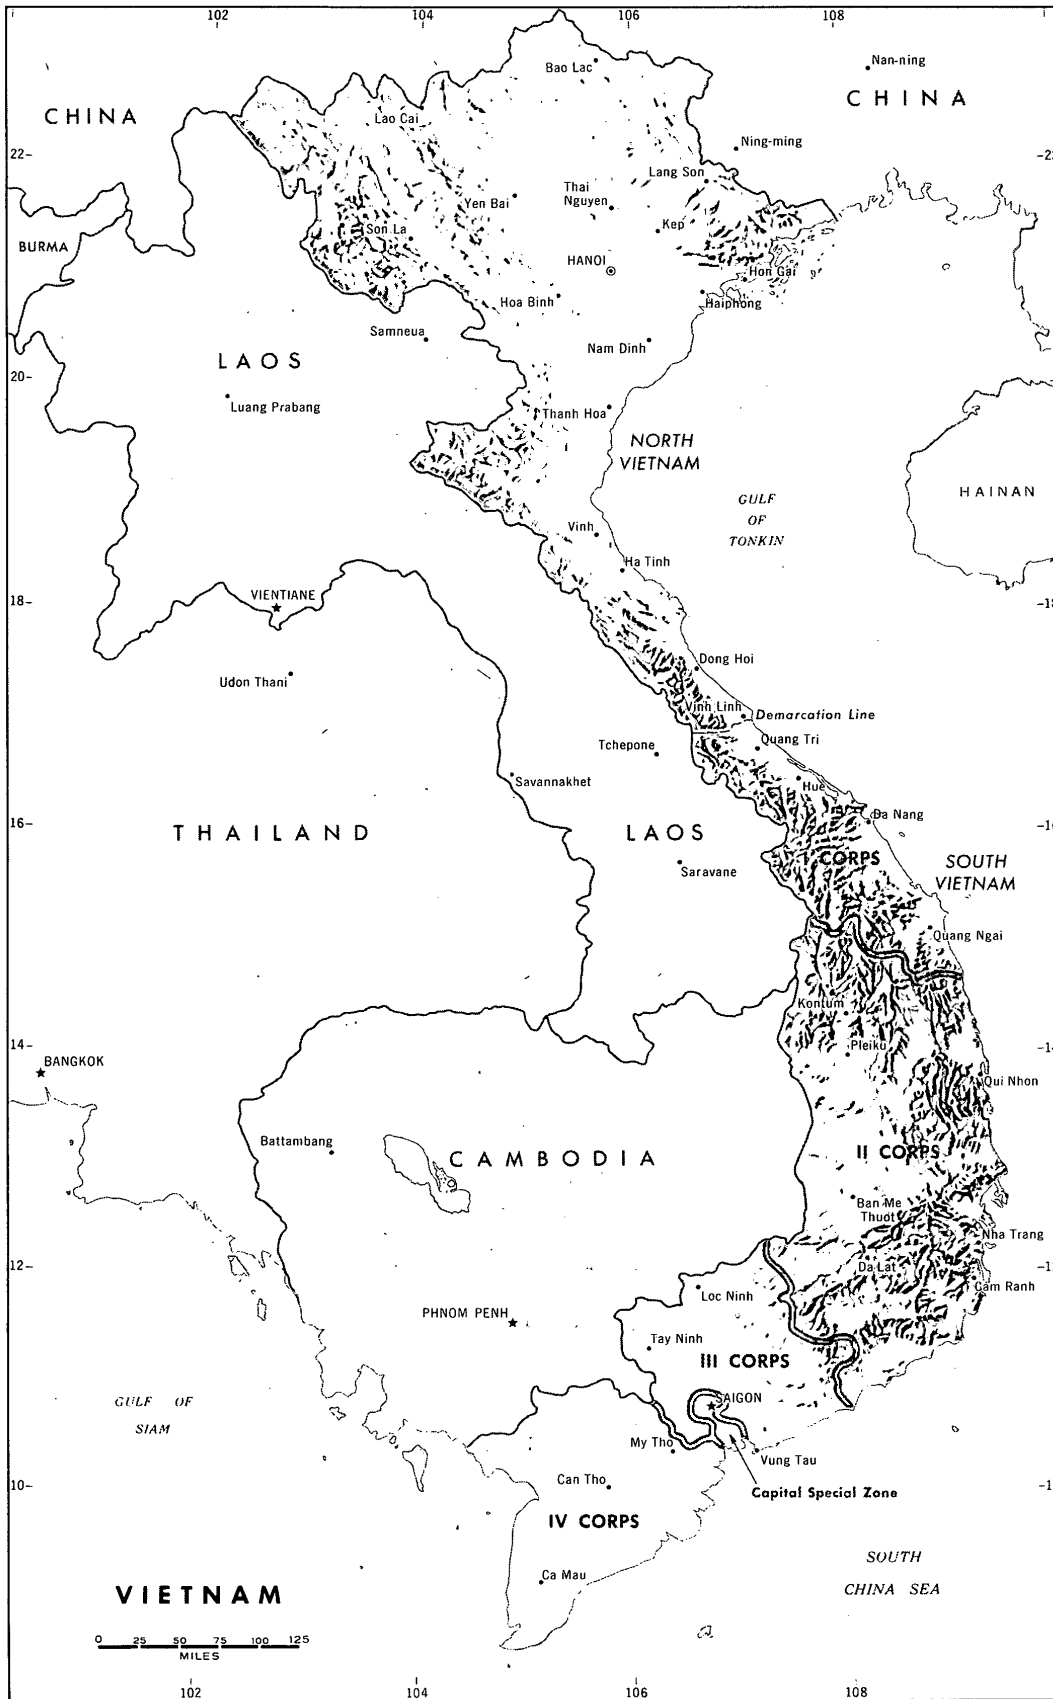 102 104 106 108
Bao Lac
Nan-ning
CHINA
CHINA
Lao Cai
Ning-ming
22-
Lang Son
Thai
Nguyen
Yen Bai
Kep
Son La
BURMA
HANOI
Hon Gai
Hoa Binh
Haiphong
Samneua
Nam Dinh
LAOS
20-
Luang Prabang
Thanh Hoa
NORTH
VIETNAM
HAINAN
GULF
OF
TONKIN
Vinh
Ha Tinh
VIENTIANE
18-
Dong Hoi
Udon Thani
Vinh Linh
Demarcation Line
Quang Tri
Tchepone
Savannakhet
Hue
Da Nang
16-
THAILAND
LAOS
I CORPS
SOUTH
VIETNAM
Saravane
Quang Ngai
Kontum
14-
Pleiku
BANGKOK
Qui Nhon
Battambang
CAMBODIA
II CORPS
Ban Me
Thuot
Nha Trang
12-
Da Lat
Cam Ranh
Loc Ninh
PHNOM PENH
Tay Ninh
III CORPS
GULF OF
SIAM
SAIGON
My Tho
Vung Tau
10-
Can Tho
Capital Special Zone
IV CORPS
SOUTH
CHINA SEA
Ca Mau
VIETNAM
0 25 50 75 100 125
MILES
102 104 106 108